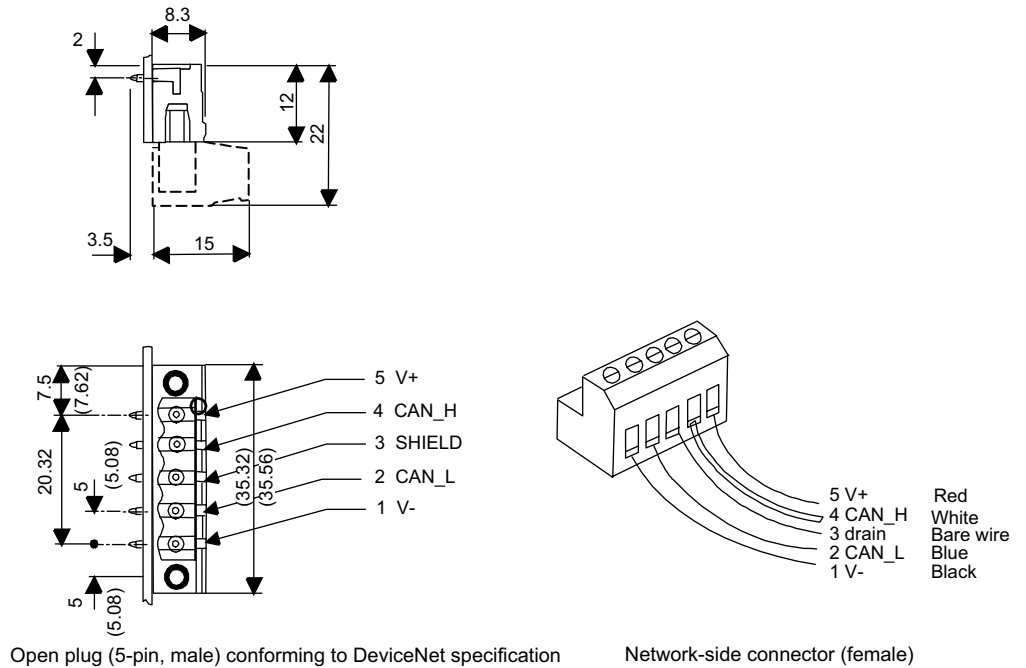 8.3
2
12
22
3.5
15
7.5
(7.62)
20.32
5
(5.08)
5
(5.08)
(35.32)
(35.56)
5 V+
4 CAN_H
3 SHIELD
2 CAN_L
1 V-
5 V+ Red
4 CAN_H White
3 drain Bare wire
2 CAN_L Blue
1 V- Black
Open plug (5-pin, male) conforming to DeviceNet specification
Network-side connector (female)